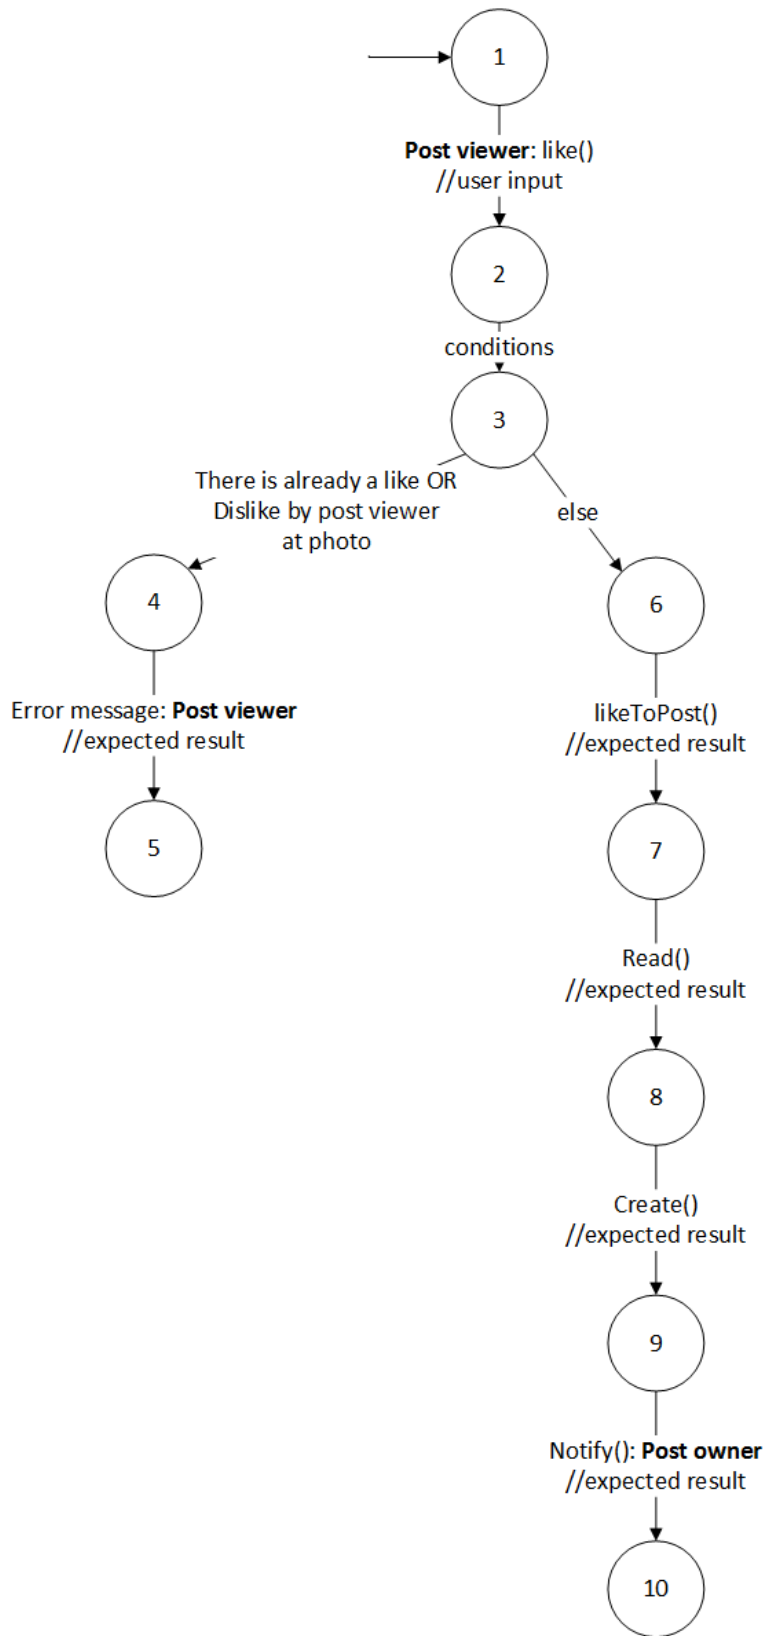 1
Post viewer: like()
//user input
2
conditions
3
There is already a like OR
Dislike by post viewer
at photo
else
4
6
Error message: Post viewer
//expected result
likeToPost()
//expected result
5
7
Read()
//expected result
8
Create()
//expected result
9
Notify(): Post owner
//expected result
10